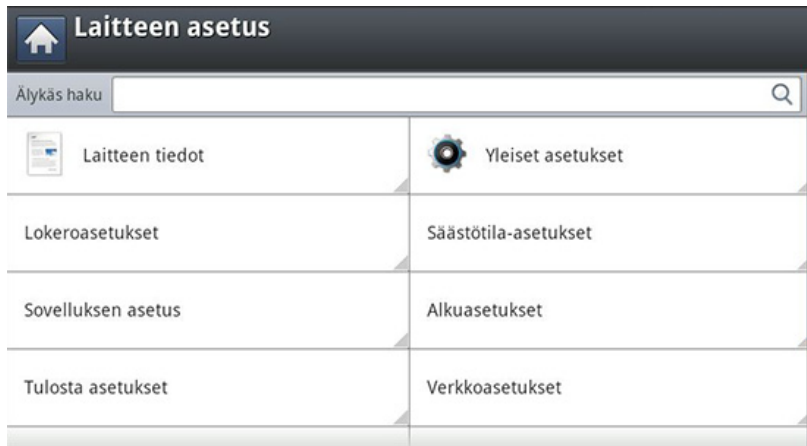 Laitteen asetus
Älykäs haku
Laitteen tiedot
Yleiset asetukset
Lokeroasetukset
Säästötila-asetukset
Sovelluksen asetus
Alkuasetukset
Tulosta asetukset
Verkkoasetukset